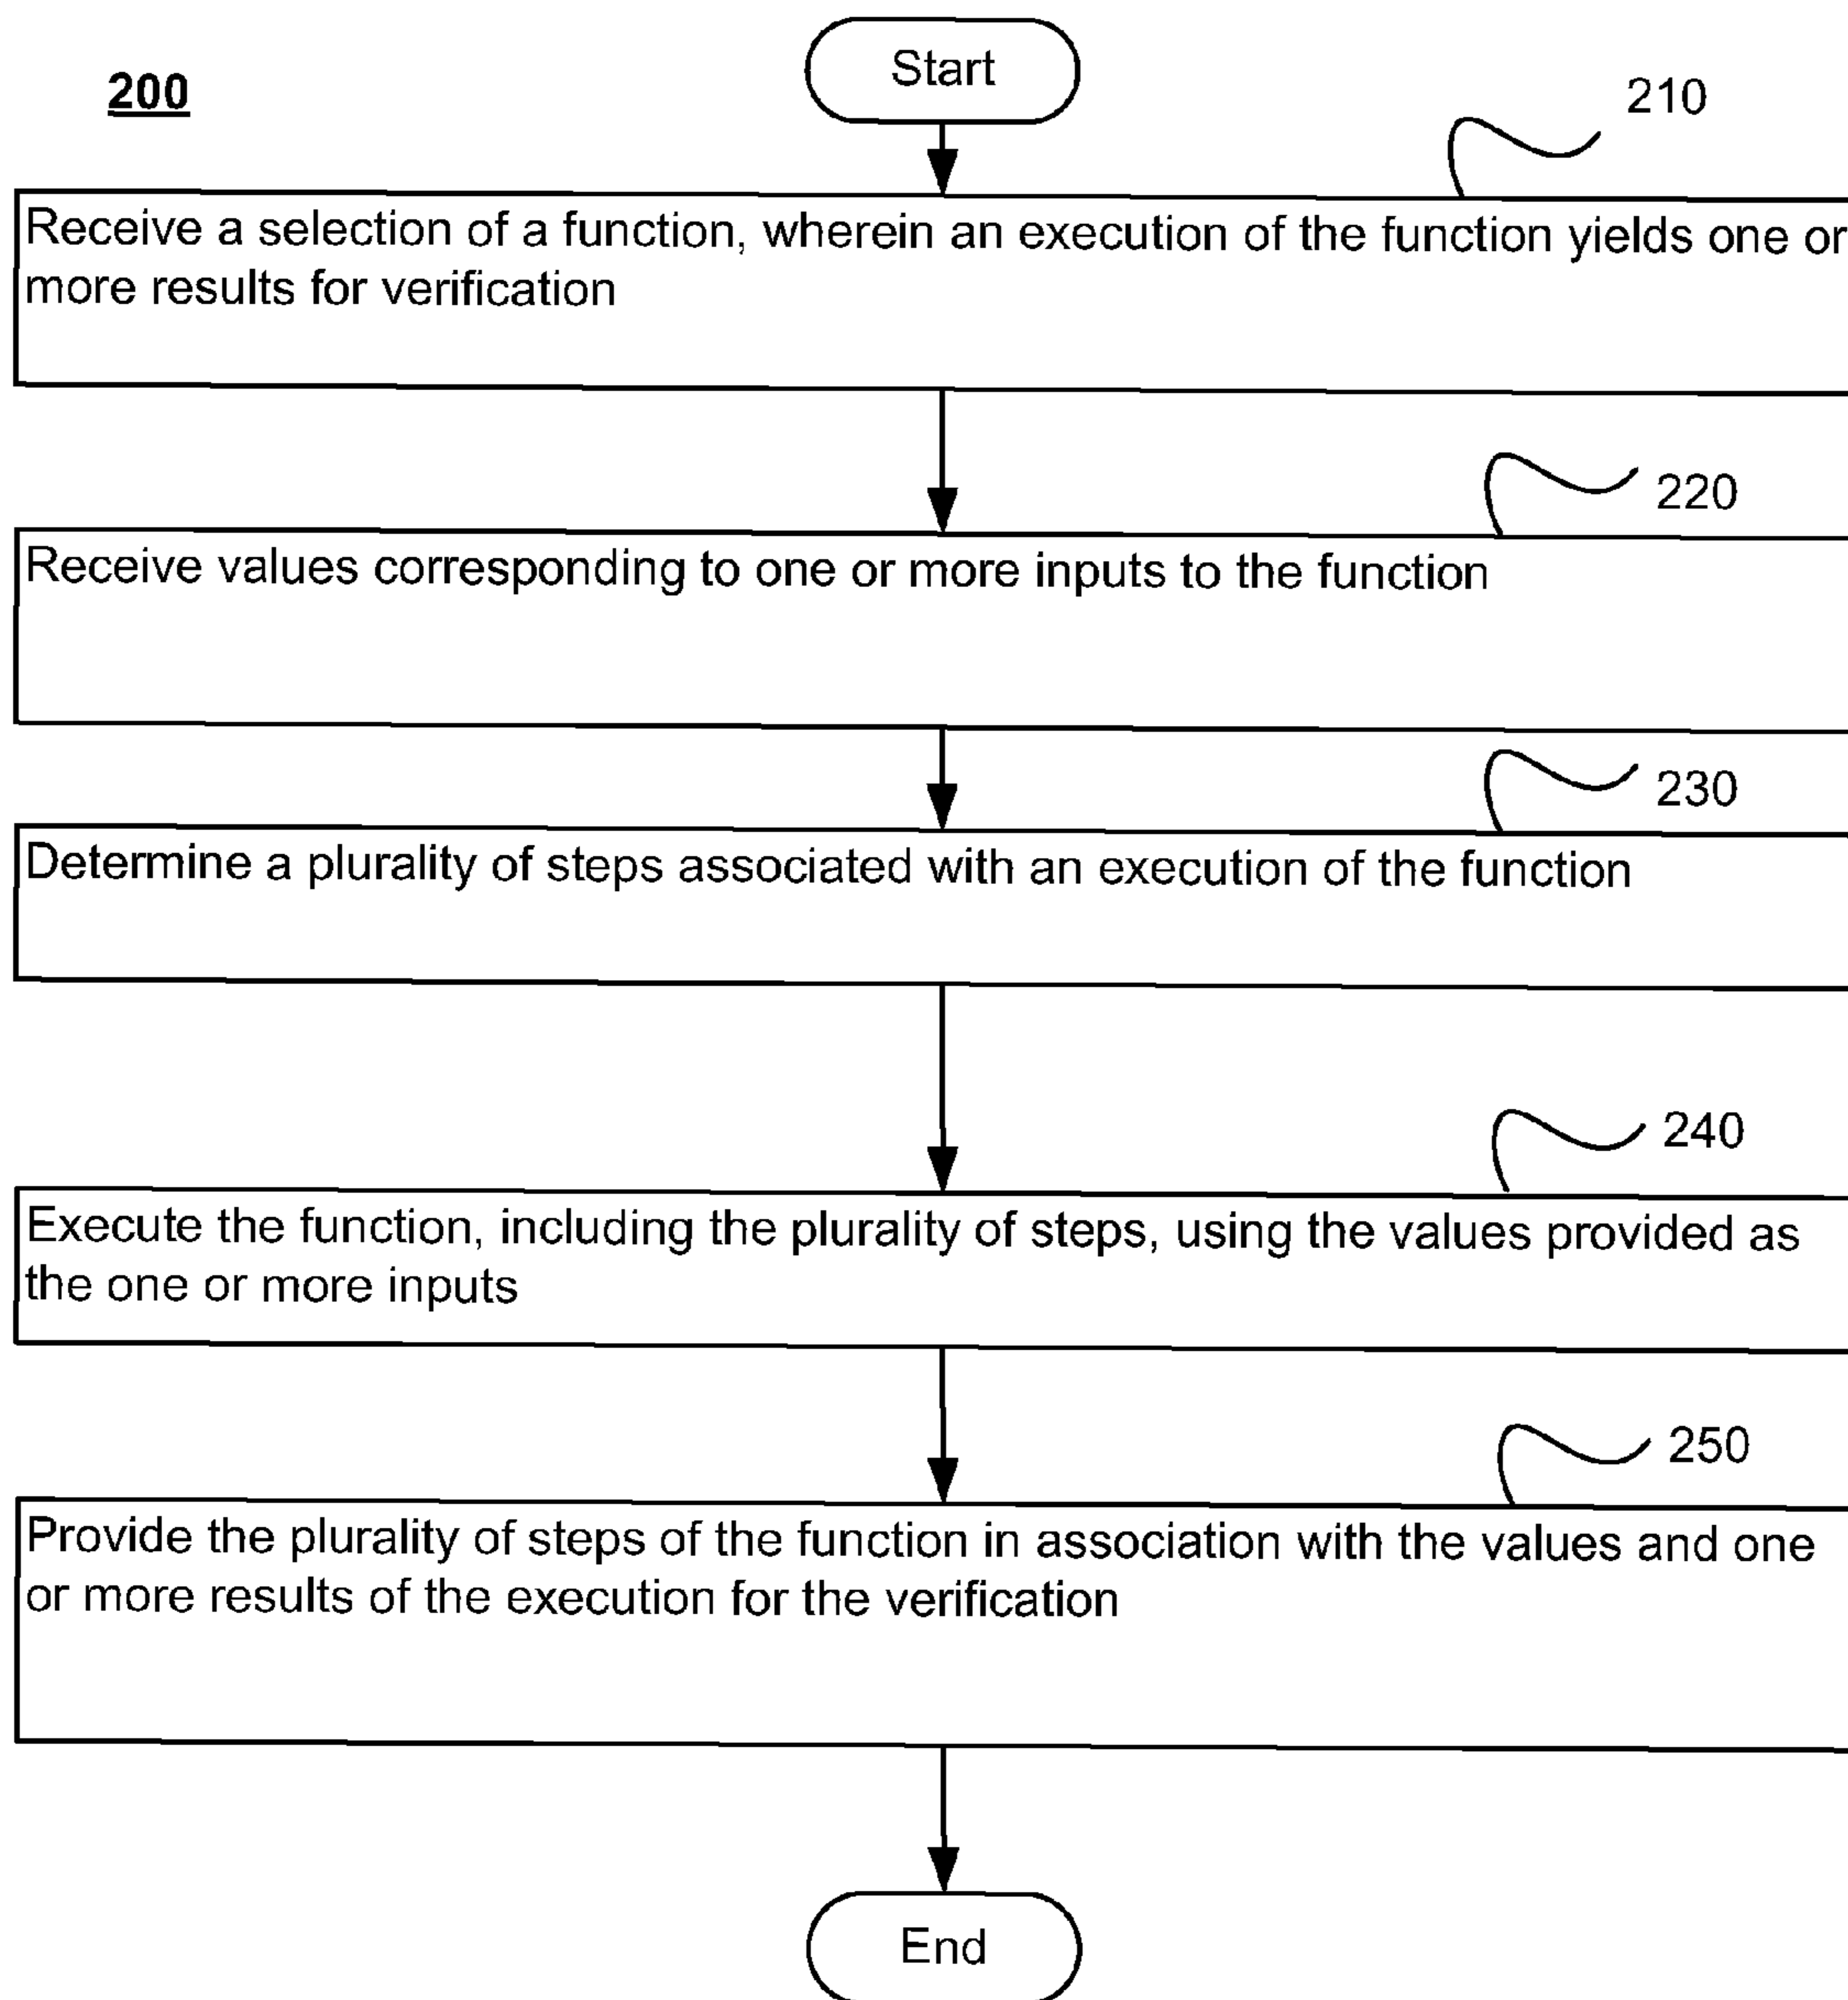 200
Start
210
Receive a selection of a function, wherein an execution of the function yields one or
more results for verification
220
Receive values corresponding to one or more inputs to the function
230
Determine a plurality of steps associated with an execution of the function
240
Execute the function, including the plurality of steps, using the values provided as
the one or more inputs
250
Provide the plurality of steps of the function in association with the values and one
or more results of the execution for the verification
End